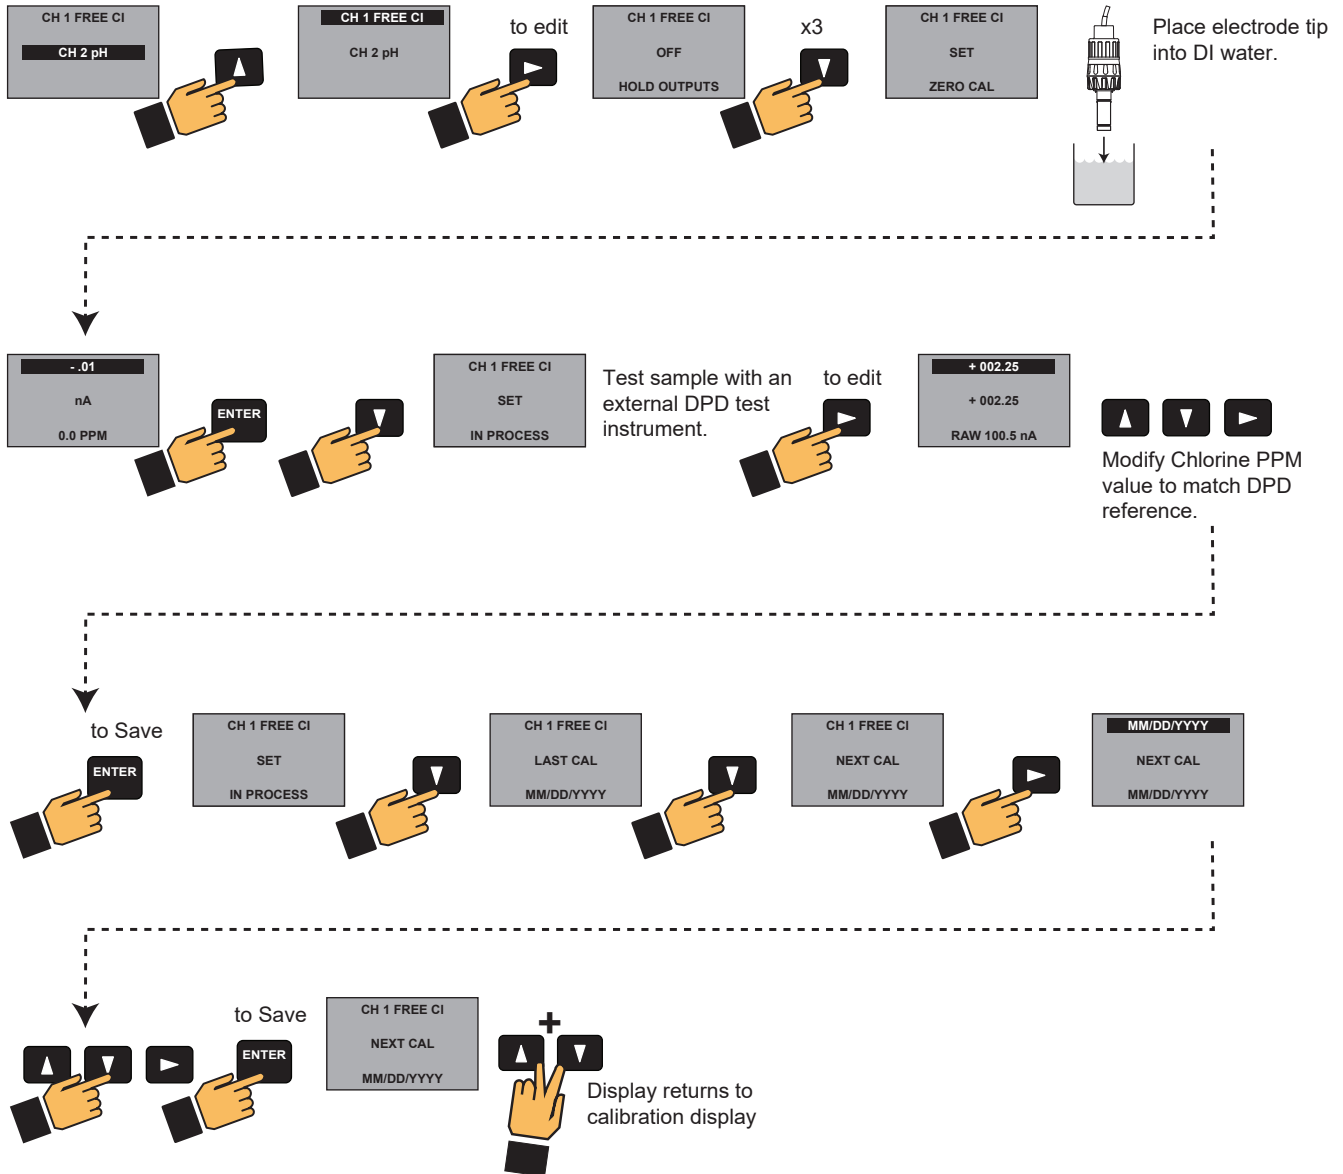 CH 1 FREE Cl
CH 2 pH
CH 1 FREE Cl
CH 2 pH
to edit
CH 1 FREE Cl
OFF
HOLD OUTPUTS
x3
CH 1 FREE Cl
SET
ZERO CAL
Place electrode tip
into DI water.
- .01
nA
0.0 PPM
ENTER
CH 1 FREE Cl
SET
IN PROCESS
Test sample with an
external DPD test
instrument.
to edit
+ 002.25
+ 002.25
RAW 100.5 nA
Modify Chlorine PPM
value to match DPD
reference.
to Save
ENTER
CH 1 FREE Cl
SET
IN PROCESS
CH 1 FREE Cl
LAST CAL
MM/DD/YYYY
CH 1 FREE Cl
NEXT CAL
MM/DD/YYYY
MM/DD/YYYY
NEXT CAL
MM/DD/YYYY
to Save
ENTER
CH 1 FREE Cl
NEXT CAL
MM/DD/YYYY
+
Display returns to
calibration display